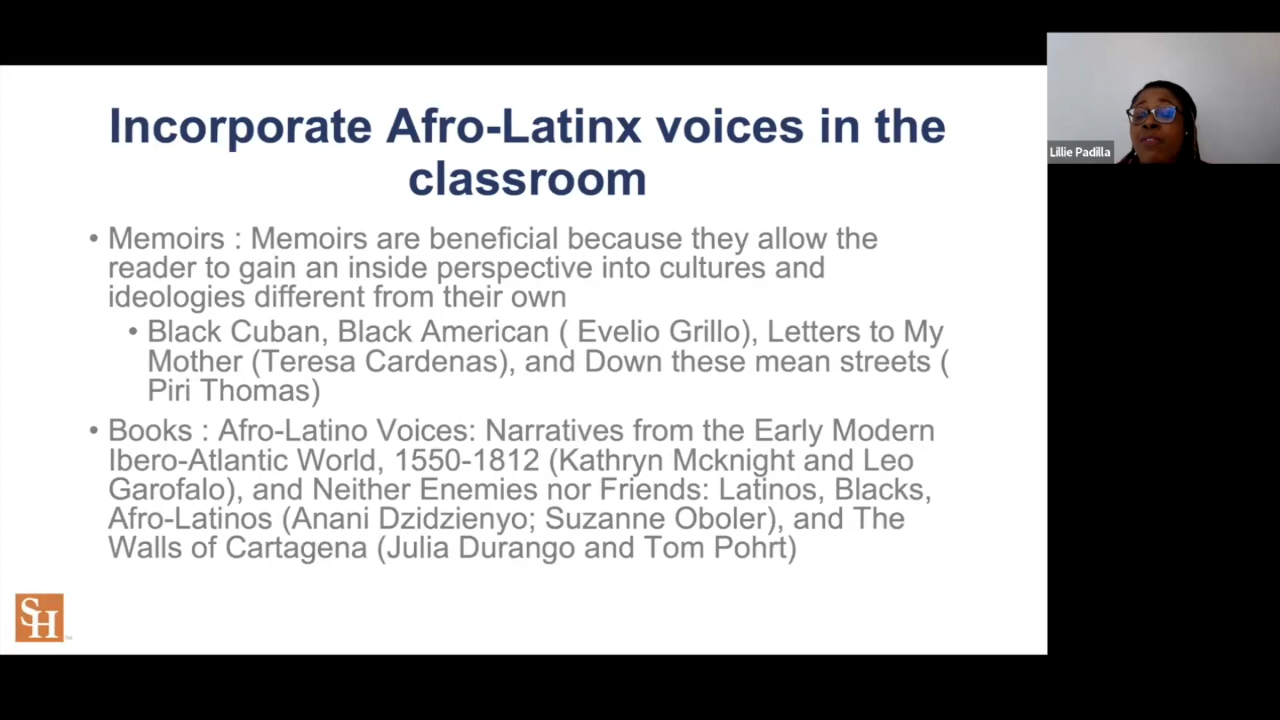 Incorporate Afro-Latinx voices in the
classroom
• Memoirs : Memoirs are beneficial because they allow the
reader to gain an inside perspective into cultures and
ideologies different from their own
• Black Cuban, Black American ( Evelio Grillo), Letters to My
Mother (Teresa Cardenas), and Down these mean streets (
Piri Thomas)
• Books : Afro-Latino Voices: Narratives from the Early Modern
Ibero-Atlantic World, 1550-1812 (Kathryn Mcknight and Leo
Garofalo), and Neither Enemies nor Friends: Latinos, Blacks,
Afro-Latinos (Anani Dzidzienyo; Suzanne Oboler), and The
Walls of Cartagena (Julia Durango and Tom Pohrt)
SH
Lillie Padilla